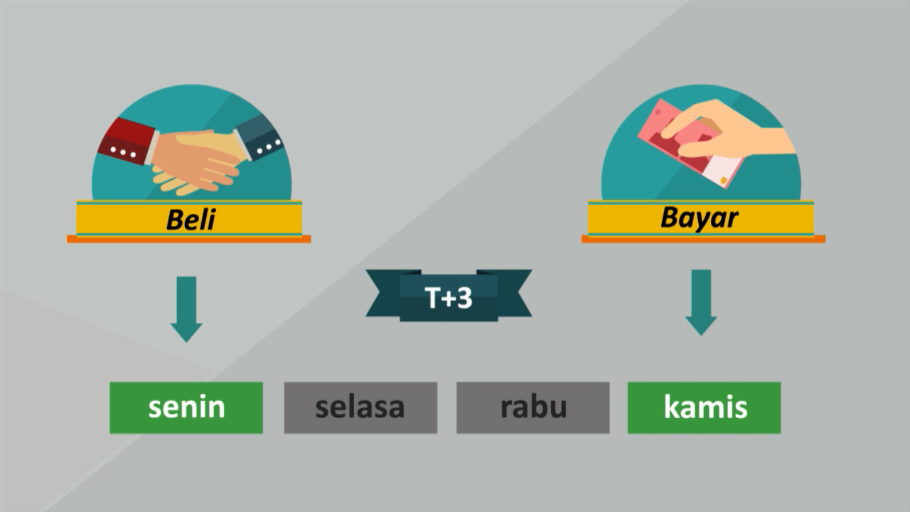 Beli
Bayar
T+3
senin
selasa
rabu
kamis